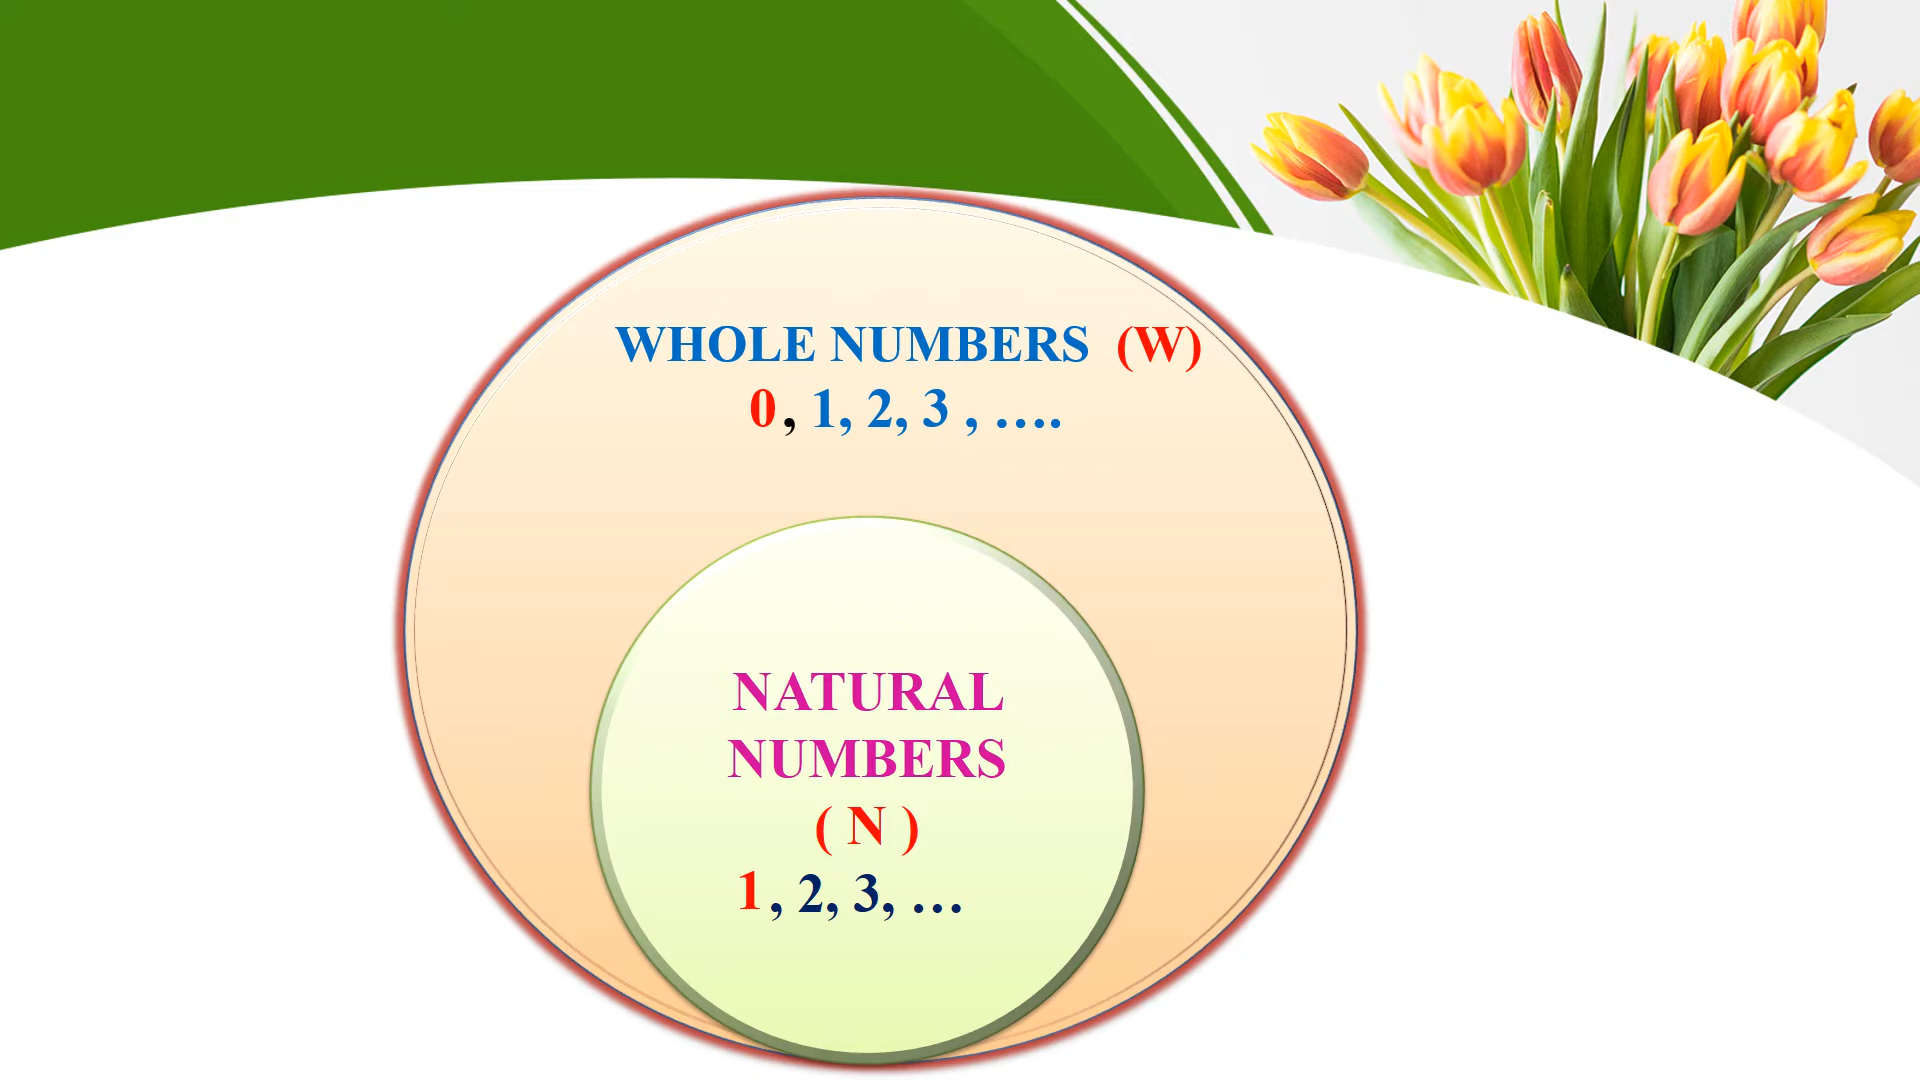 WHOLE NUMBERS (W)
0, 1, 2, 3 , ....
NATURAL
NUMBERS
( N )
1, 2, 3, ...